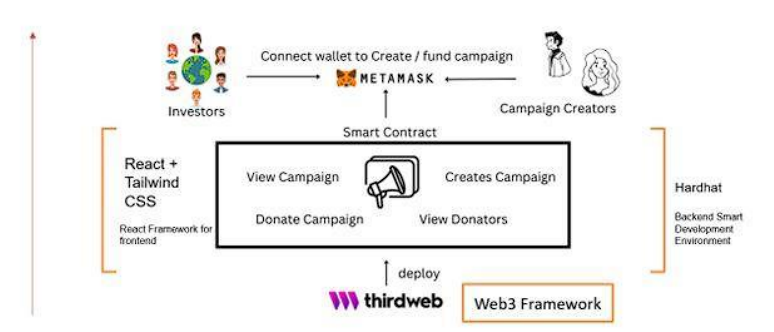 Connect wallet to Create / fund campaign
METAMASK
Investors
Campaign Creators
Smart Contract
React +
Tailwind
CSS
React Framework for
frontend
View Campaign
Creates Campaign
Donate Campaign
View Donators
Hardhat
Backend Smart
Development
Environment
deploy
thirdweb
Web3 Framework